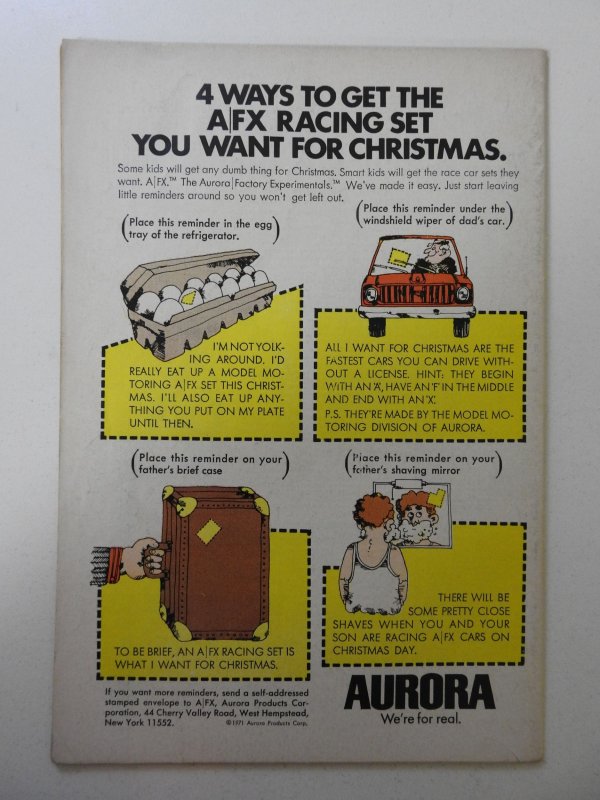 4 WAYS TO GET THE
A|FX RACING SET
YOU WANT FOR CHRISTMAS.
Some kids will get any dumb thing for Christmas. Smart kids will get the race car sets they
want. A|FX.™ The Aurora|Factory Experimentals.™ We've made it easy. Just start leaving
little reminders around so you won't get left out.
(Place this reminder in the egg
tray of the refrigerator.)
I'M NOT YOLK-
ING AROUND. I'D
REALLY EAT UP A MODEL MO-
TORING A|FX SET THIS CHRIST-
MAS. I'LL ALSO EAT UP ANY-
THING YOU PUT ON MY PLATE
UNTIL THEN.
(Place this reminder under the
windshield wiper of dad's car.)
ALL I WANT FOR CHRISTMAS ARE THE
FASTEST CARS YOU CAN DRIVE WITH-
OUT A LICENSE. HINT: THEY BEGIN
WITH AN 'A', HAVE AN 'F' IN THE MIDDLE
AND END WITH AN 'X'.
P.S. THEY'RE MADE BY THE MODEL MO-
TORING DIVISION OF AURORA.
(Place this reminder on your
father's brief case)
TO BE BRIEF, AN A|FX RACING SET IS
WHAT I WANT FOR CHRISTMAS.
(Place this reminder on your
father's shaving mirror)
THERE WILL BE
SOME PRETTY CLOSE
SHAVES WHEN YOU AND YOUR
SON ARE RACING A|FX CARS ON
CHRISTMAS DAY.
If you want more reminders, send a self-addressed
stamped envelope to A|FX, Aurora Products Cor-
poration, 44 Cherry Valley Road, West Hempstead,
New York 11552. ©1971 Aurora Products Corp.
AURORA
We're for real.